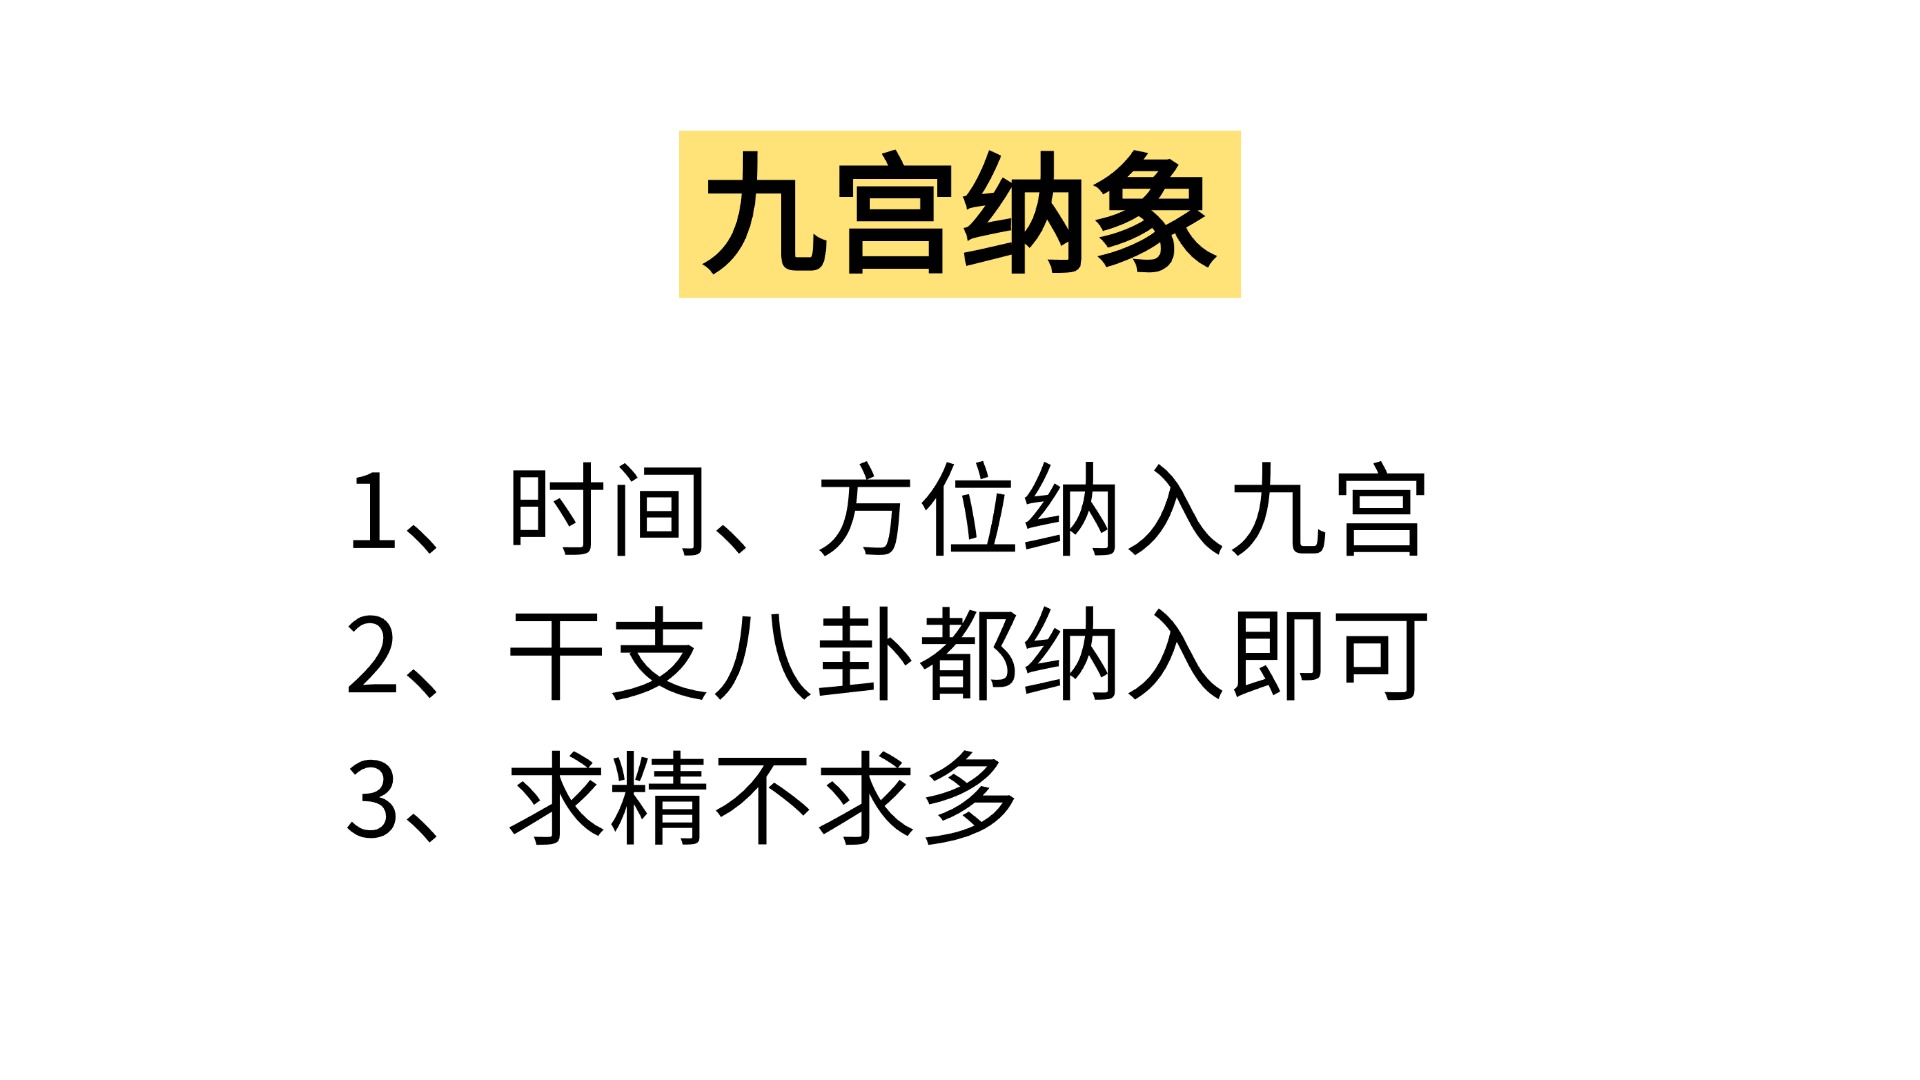 九宫纳象
1、时间、方位纳入九宫
2、干支八卦都纳入即可
3、求精不求多